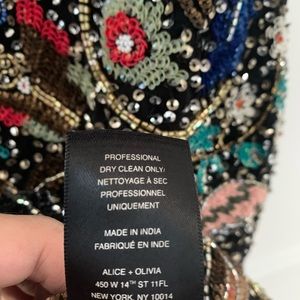 PROFESSIONAL
DRY CLEAN ONLY/
NETTOYAGE À SEC
PROFESSIONNEL
UNIQUEMENT
MADE IN INDIA
FABRIQUÉ EN INDE
ALICE + OLIVIA
450 W 14TH ST 11FL
NEW YORK, NY 10014